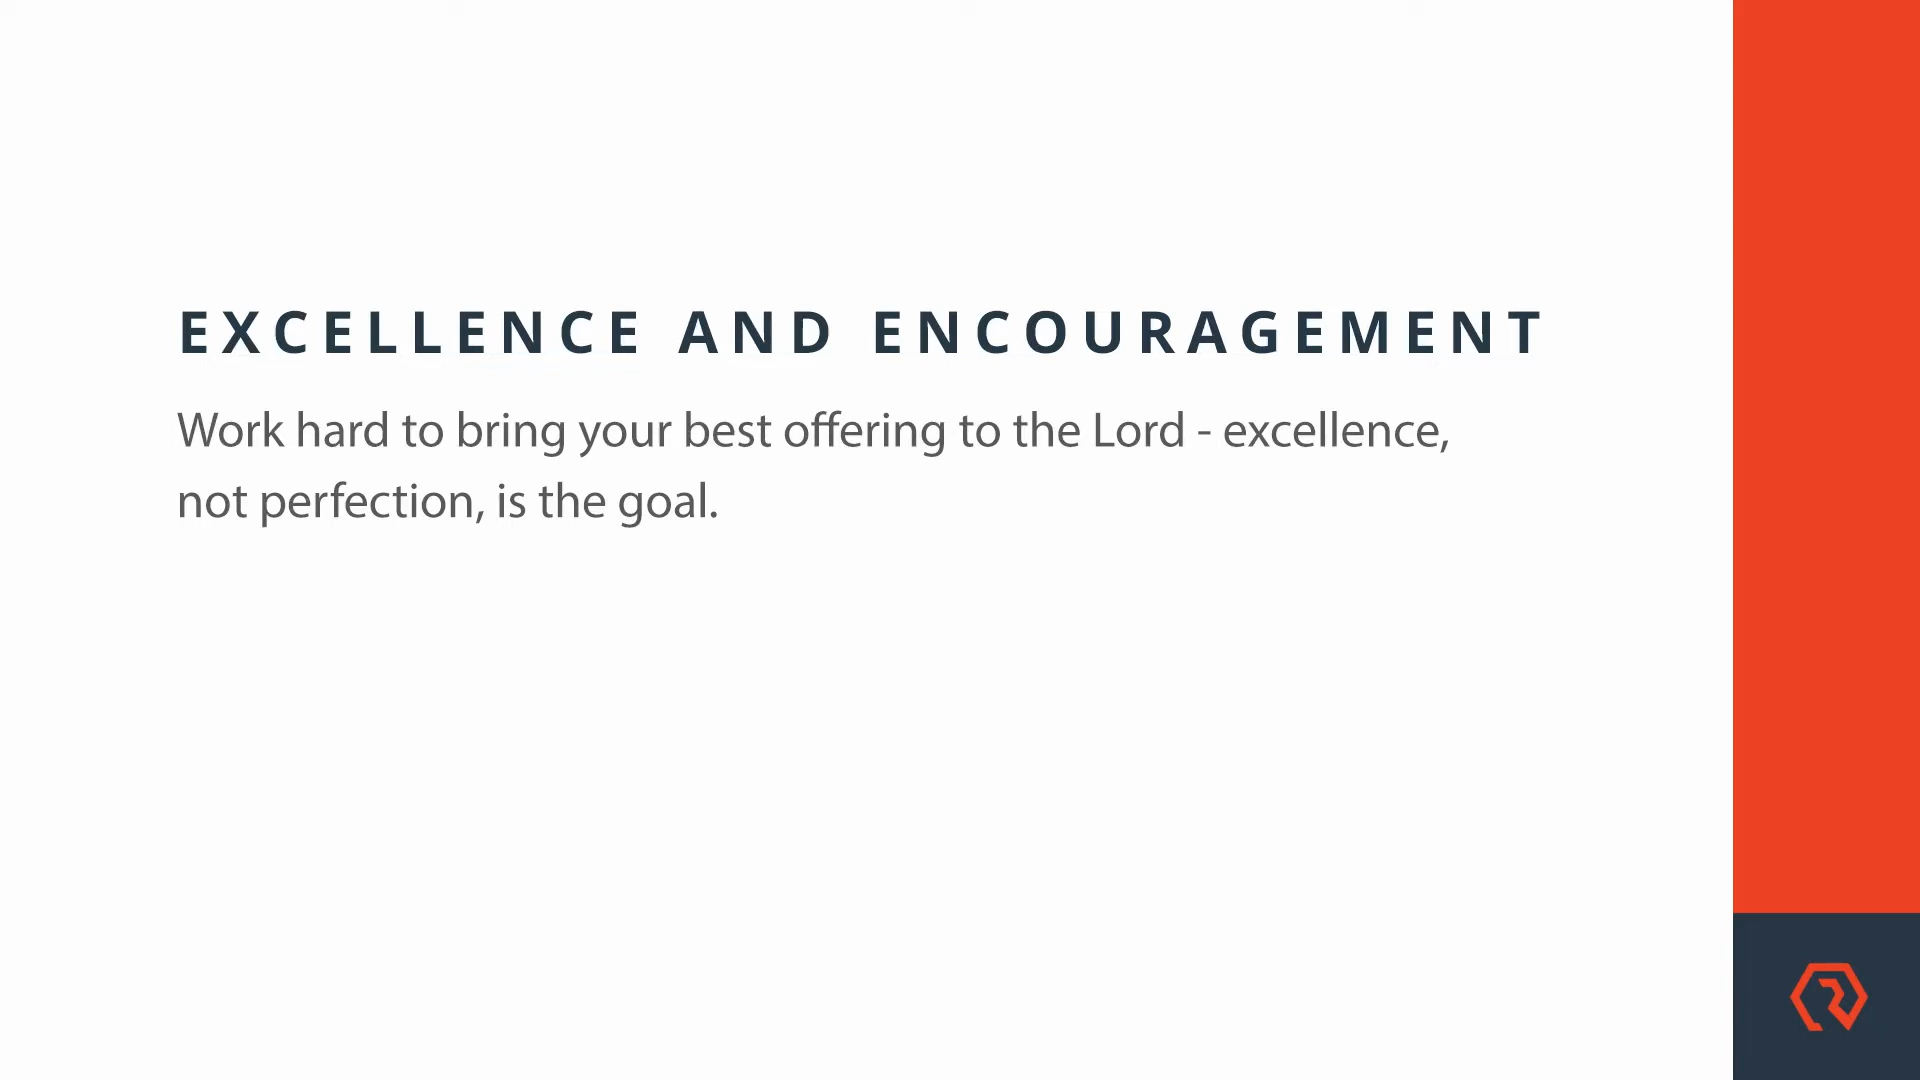 EXCELLENCE AND ENCOURAGEMENT
Work hard to bring your best offering to the Lord - excellence,
not perfection, is the goal.